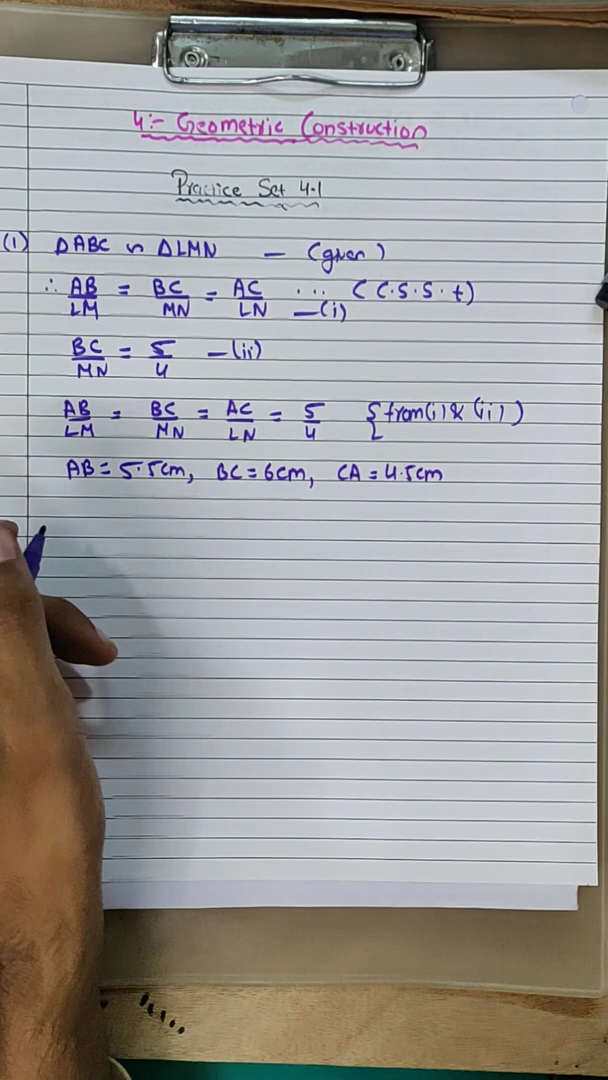 4:- Geometric Construction
Practice Set 4.1
(1) ΔABC ∽ ΔLMN — (given)
∴ AB/LM = BC/MN = AC/LN ... (C.S.S.t) —(i)
BC/MN = 5/4 —(ii)
AB/LM = BC/MN = AC/LN = 5/4 {from(i) & (ii)}
AB = 5.5cm, BC = 6cm, CA = 4.5cm